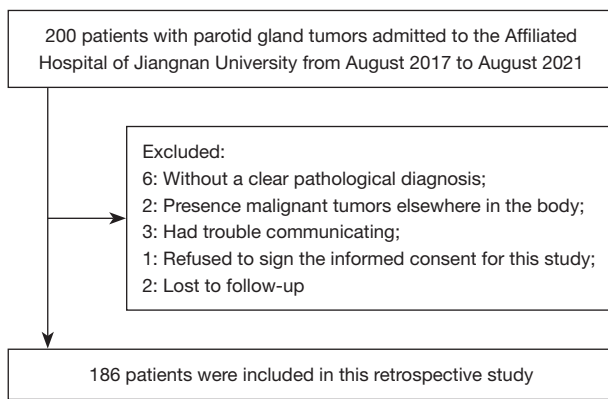 200 patients with parotid gland tumors admitted to the Affiliated
Hospital of Jiangnan University from August 2017 to August 2021
Excluded:
6: Without a clear pathological diagnosis;
2: Presence malignant tumors elsewhere in the body;
3: Had trouble communicating;
1: Refused to sign the informed consent for this study;
2: Lost to follow-up
186 patients were included in this retrospective study